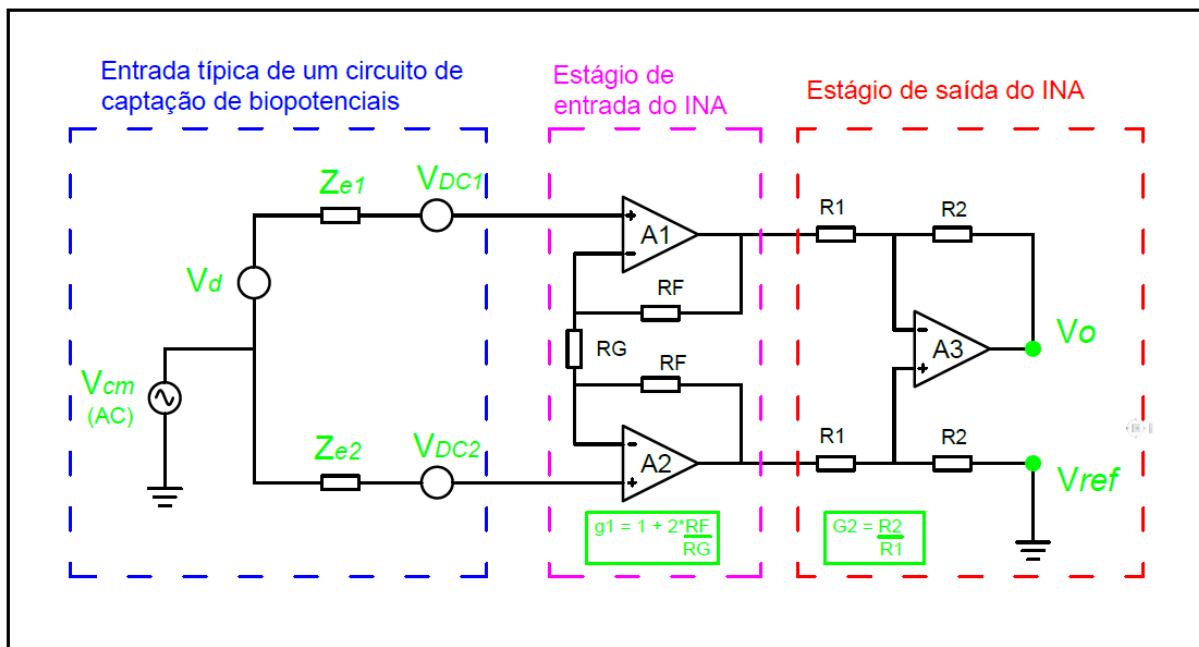 Entrada típica de um circuito de
captação de biopotenciais
Estágio de
entrada do INA
Estágio de saída do INA
Ze1
VDC1
Vd
Vcm
(AC)
Ze2
VDC2
+
A1
-
RF
RG
RF
-
A2
+
g1 = 1 + 2*RF
RG
R1
R2
-
A3
+
Vo
R1
R2
Vref
G2 = R2
R1